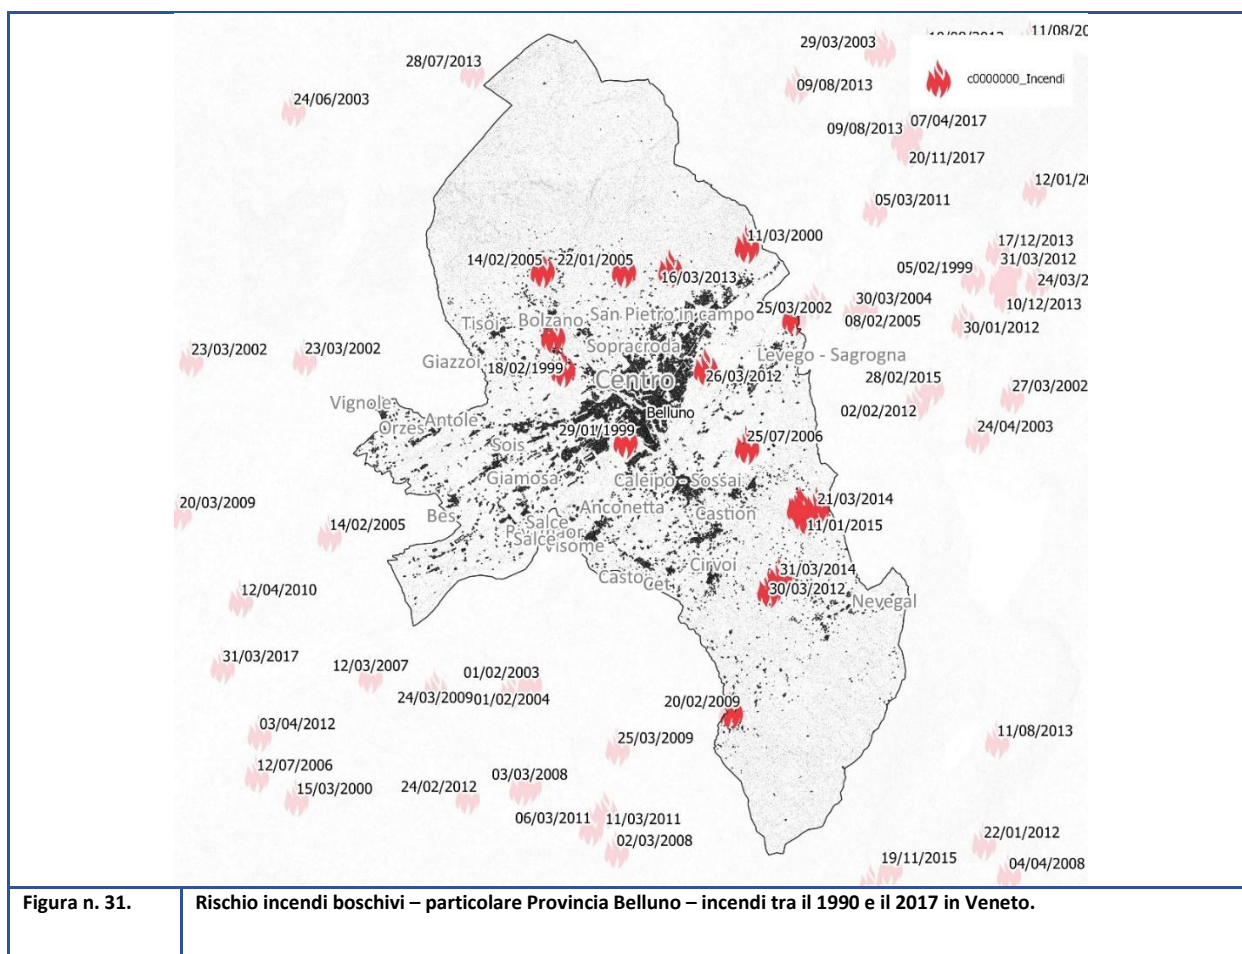 29/03/2003
11/08/20
28/07/2013
c0000000_Incendi
09/08/2013
24/06/2003
07/04/2017
09/08/2013
20/11/2017
12/01/20
05/03/2011
11/03/2000
17/12/2013
14/02/2005
22/01/2005
31/03/2012
05/02/1999
16/03/2013
24/03/2
30/03/2004
10/12/2013
25/03/2002
San Pietro in campo
Tisoi
Bolzano
08/02/2005
30/01/2012
Sopracroda
23/03/2002
23/03/2002
Giazzoi
18/02/1999
Levego - Sagrogna
Centro
26/03/2012
28/02/2015
27/03/2002
Vignole
Belluno
02/02/2012
Orzes
Antole
29/01/1999
25/07/2006
24/04/2003
Sois
Giamosa
Caleipo - Sossai
20/03/2009
21/03/2014
Bes
Anconetta
Castion
14/02/2005
Salce
11/01/2015
Salce
Visome
Cirvoi
31/03/2014
Casto
Cet
12/04/2010
30/03/2012
Nevegal
31/03/2017
12/03/2007
01/02/2003
24/03/2009
01/02/2004
20/02/2009
03/04/2012
25/03/2009
11/08/2013
12/07/2006
03/03/2008
15/03/2000
24/02/2012
06/03/2011
11/03/2011
02/03/2008
22/01/2012
19/11/2015
04/04/2008
Figura n. 31.
Rischio incendi boschivi – particolare Provincia Belluno – incendi tra il 1990 e il 2017 in Veneto.